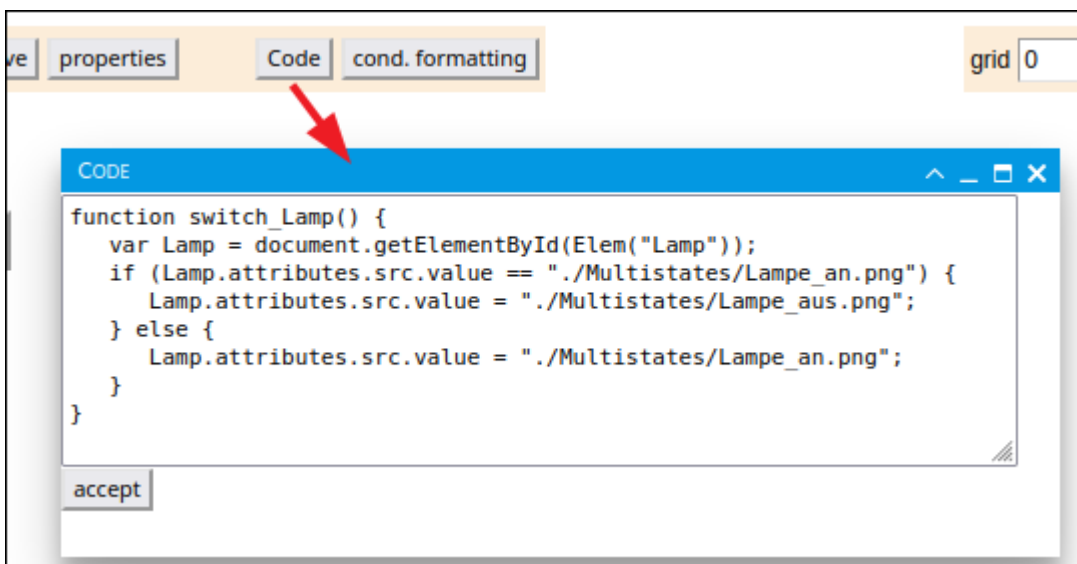 ve properties Code cond. formatting grid 0
CODE
function switch_Lamp() {
   var Lamp = document.getElementById(Elem("Lamp"));
   if (Lamp.attributes.src.value == "./Multistates/Lampe_an.png") {
      Lamp.attributes.src.value = "./Multistates/Lampe_aus.png";
   } else {
      Lamp.attributes.src.value = "./Multistates/Lampe_an.png";
   }
}
accept